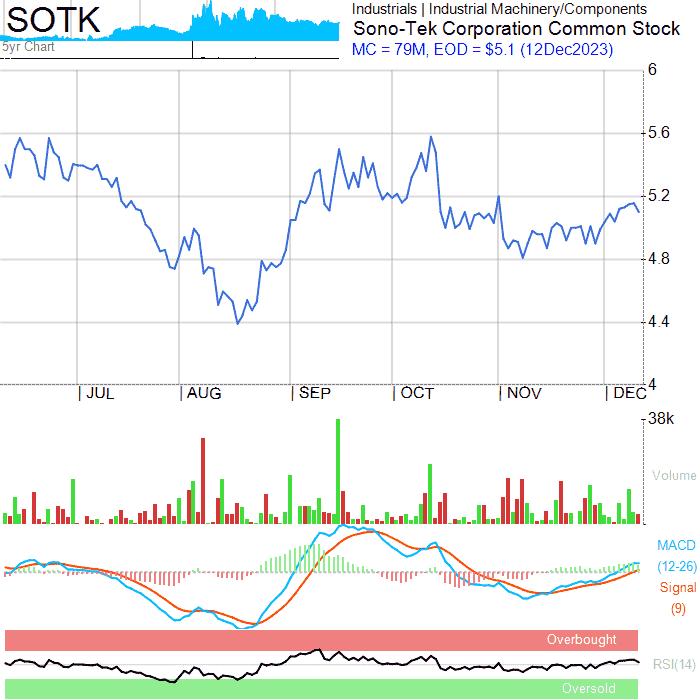 SOTK
5yr Chart
Industrials | Industrial Machinery/Components
Sono-Tek Corporation Common Stock
MC = 79M, EOD = $5.1 (12Dec2023)
6
5.6
5.2
4.8
4.4
4
| JUL | AUG | SEP | OCT | NOV | DEC
38k
Volume
MACD
(12-26)
Signal
(9)
Overbought
RSI(14)
Oversold